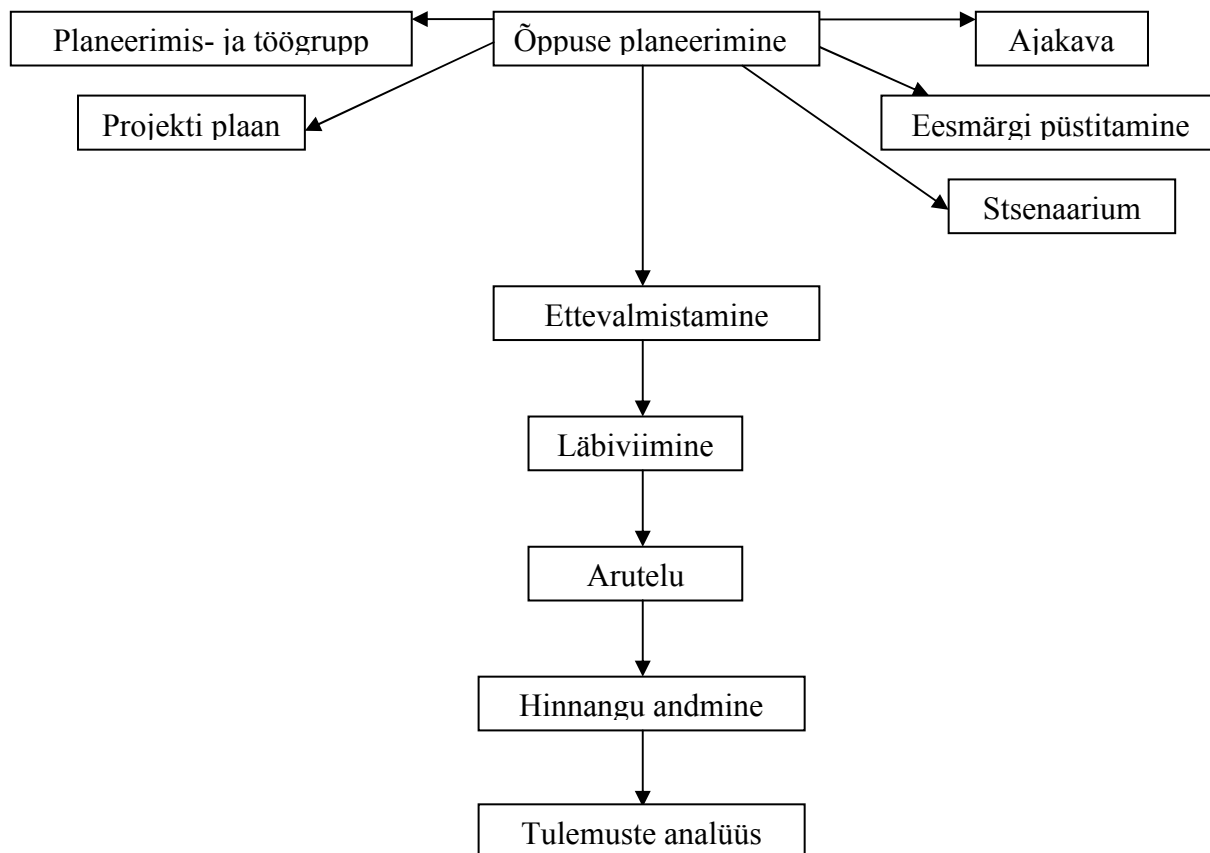 Planeerimis- ja töögrupp
Õppuse planeerimine
Ajakava
Projekti plaan
Eesmärgi püstitamine
Stsenaarium
Ettevalmistamine
Läbiviimine
Arutelu
Hinnangu andmine
Tulemuste analüüs